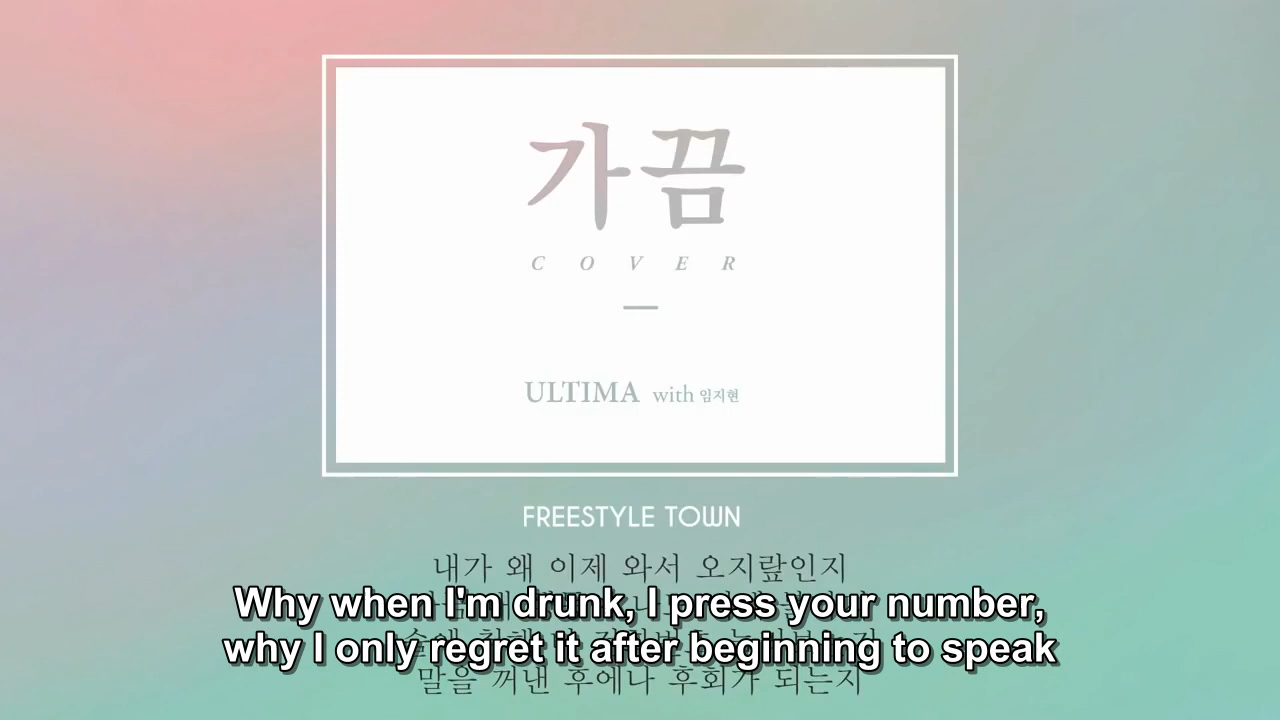 가끔
COVER
ULTIMA with 임지현
FREESTYLE TOWN
내가 왜 이제 와서 오지랖인지
Why when I'm drunk, I press your number,
why I only regret it after beginning to speak
말을 꺼낸 후에나 후회가 되는지